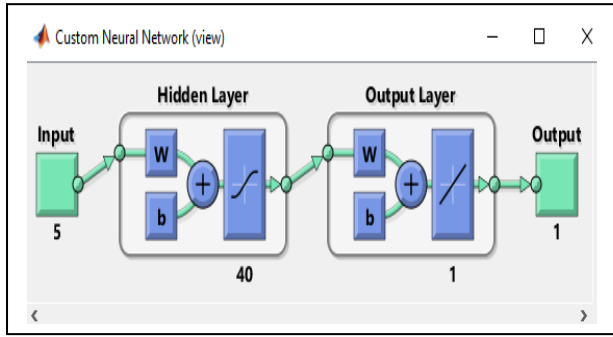 Custom Neural Network (view)
Hidden Layer
Output Layer
Input
Output
W
W
b
b
5
40
1
1